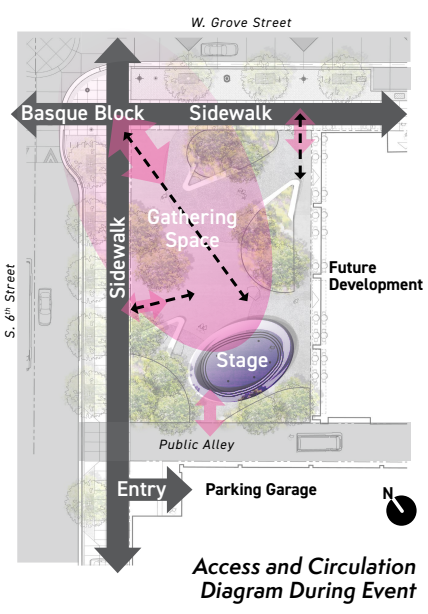 W. Grove Street
Basque Block
Sidewalk
Gathering
Space
Sidewalk
S. 6th Street
Future
Development
Stage
Public Alley
Entry
Parking Garage
N
Access and Circulation
Diagram During Event